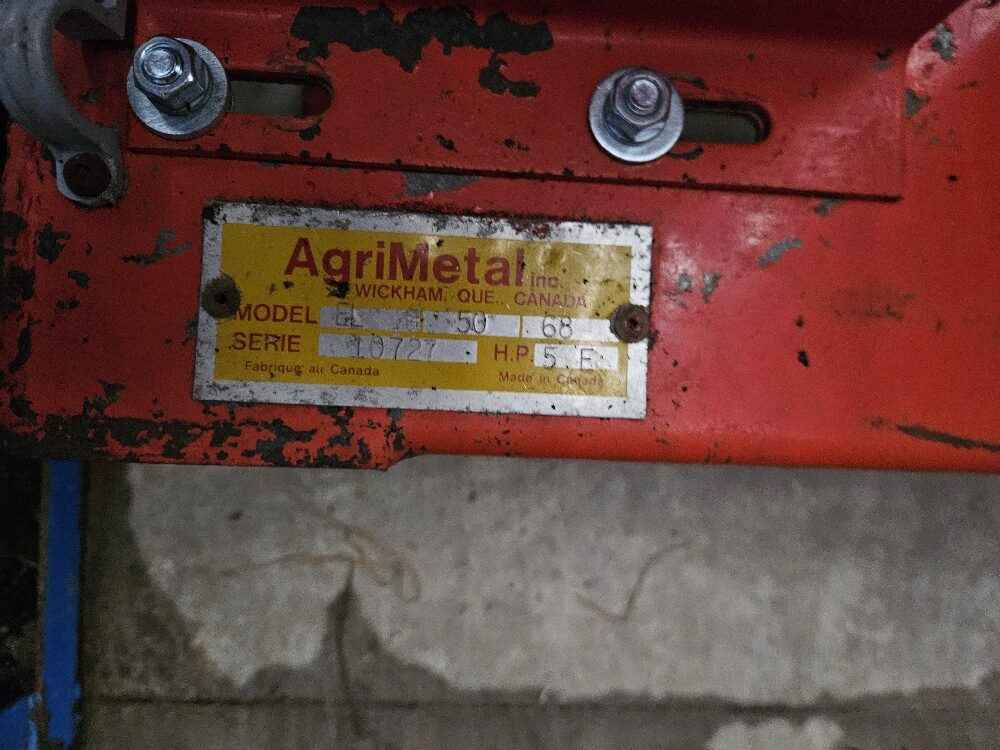 AgriMetal inc.
WICKHAM, QUE., CANADA
MODEL 50 68
SERIE 10727 H.P. 5 E
Fabriqué au Canada Made in Canada